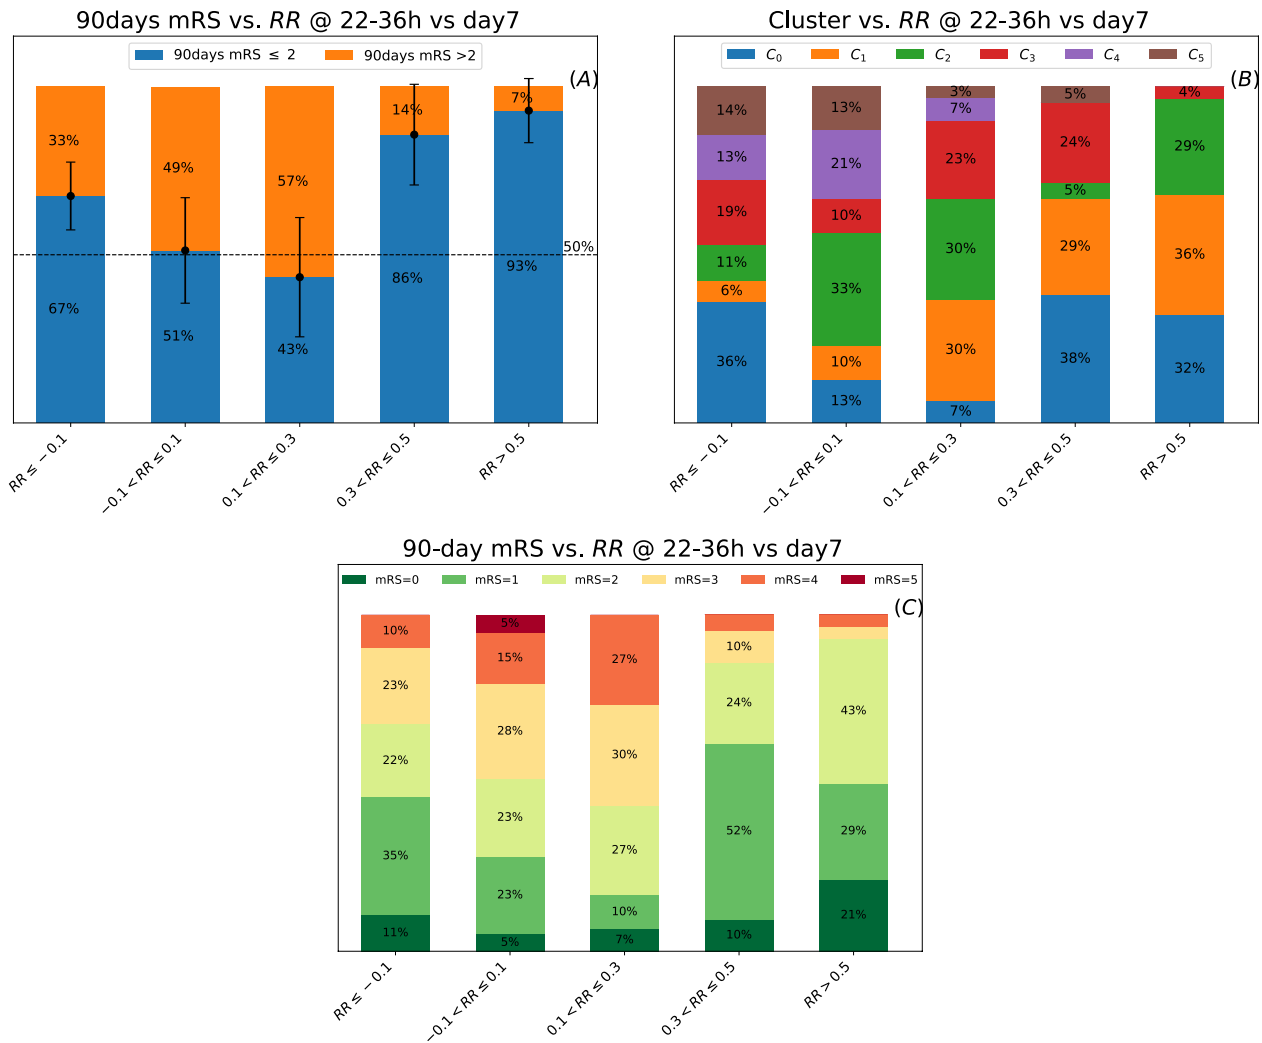 90days mRS vs. RR @ 22-36h vs day7
90days mRS ≤ 2 90days mRS >2
(A)
33% 49% 57% 14% 7%
50%
67% 51% 43% 86% 93%
RR ≤ −0.1 −0.1 < RR ≤ 0.1 0.1 < RR ≤ 0.3 0.3 < RR ≤ 0.5 RR > 0.5
Cluster vs. RR @ 22-36h vs day7
C0 C1 C2 C3 C4 C5
(B)
14% 13% 3% 5% 4%
13% 21% 7% 24% 29%
19% 10% 23% 5% 36%
11% 33% 30% 29% 32%
6% 10% 30% 38%
36% 13% 7%
RR ≤ −0.1 −0.1 < RR ≤ 0.1 0.1 < RR ≤ 0.3 0.3 < RR ≤ 0.5 RR > 0.5
90-day mRS vs. RR @ 22-36h vs day7
mRS=0 mRS=1 mRS=2 mRS=3 mRS=4 mRS=5
(C)
10% 5% 27% 10% 43%
23% 15% 30% 24% 29%
22% 28% 27% 52% 21%
35% 23% 10% 10%
11% 23% 7%
5%
RR ≤ −0.1 −0.1 < RR ≤ 0.1 0.1 < RR ≤ 0.3 0.3 < RR ≤ 0.5 RR > 0.5